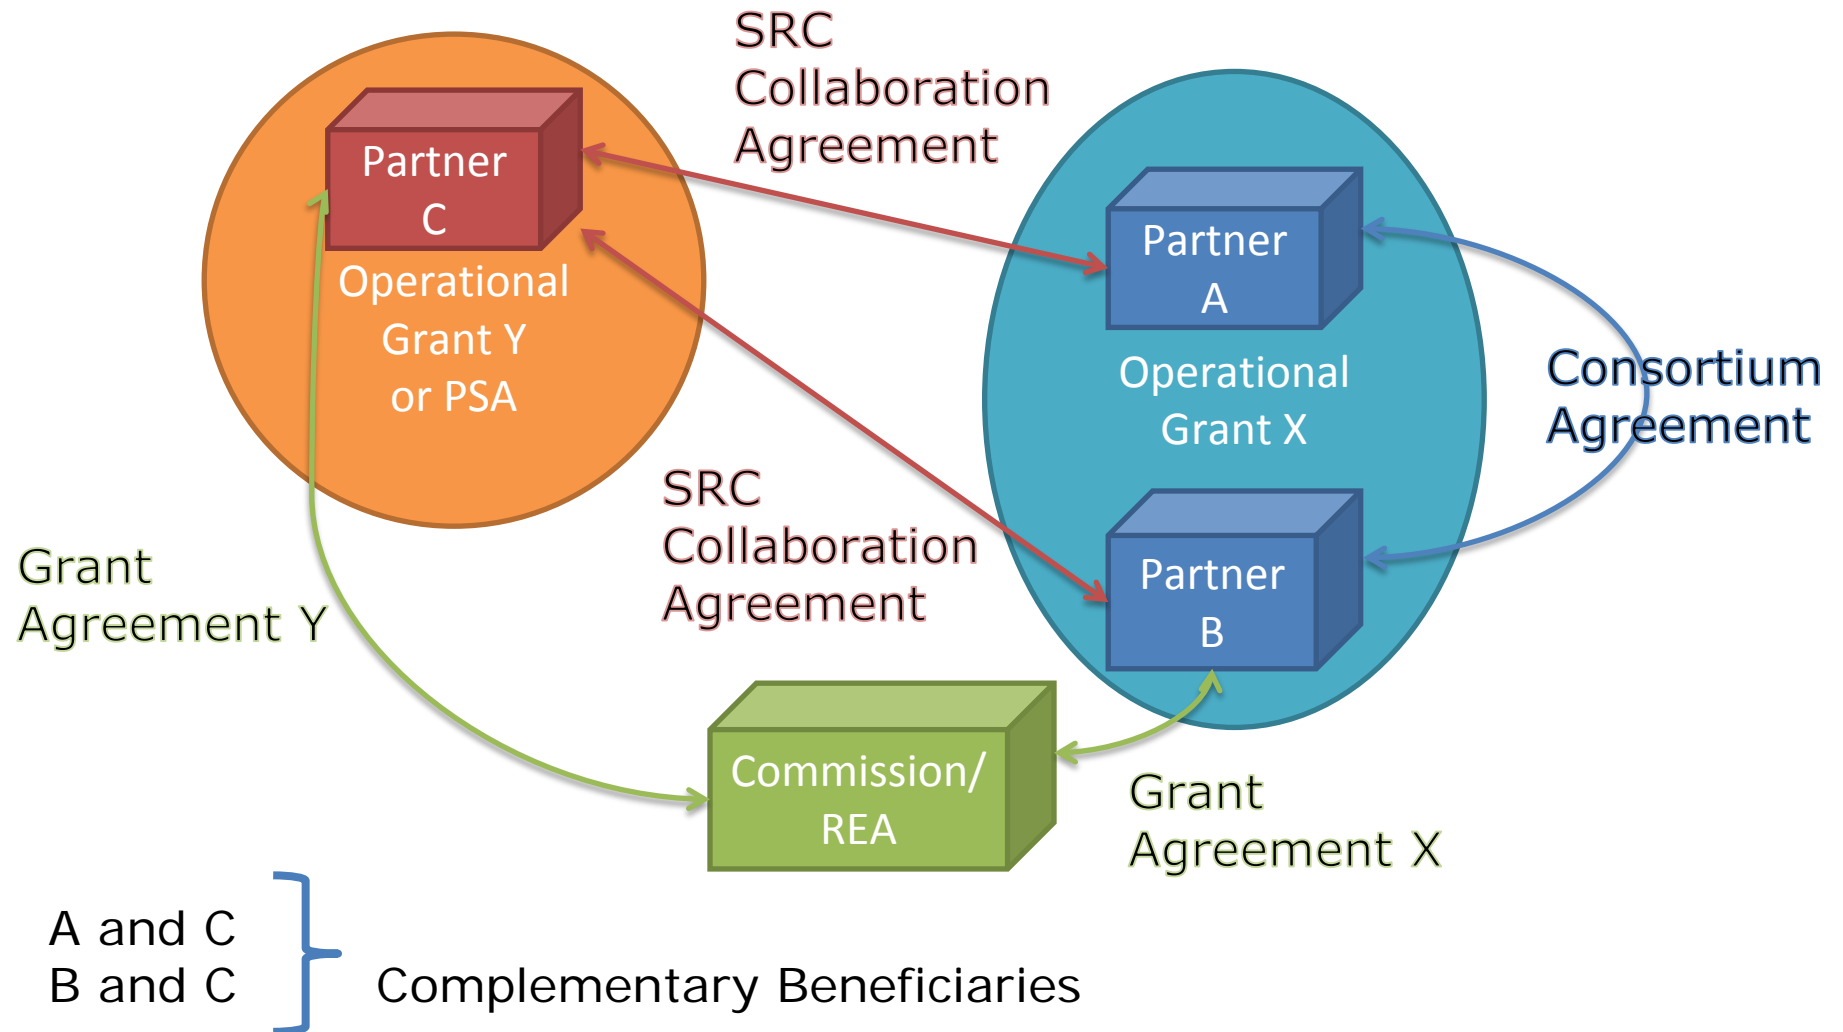 SRC
Collaboration
Agreement
Partner
C
Operational
Grant Y
or PSA
Partner
A
Operational
Grant X
Consortium
Agreement
SRC
Collaboration
Agreement
Partner
B
Grant
Agreement Y
Commission/
REA
Grant
Agreement X
A and C
B and C
Complementary Beneficiaries